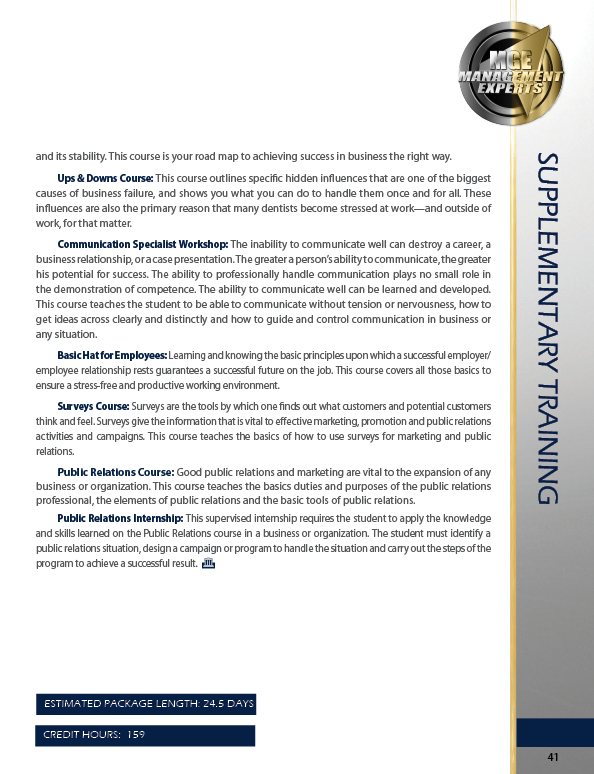 MGE
MANAGEMENT
EXPERTS
and its stability. This course is your road map to achieving success in business the right way.
Ups & Downs Course: This course outlines specific hidden influences that are one of the biggest
causes of business failure, and shows you what you can do to handle them once and for all. These
influences are also the primary reason that many dentists become stressed at work—and outside of
work, for that matter.
Communication Specialist Workshop: The inability to communicate well can destroy a career, a
business relationship, or a case presentation. The greater a person's ability to communicate, the greater
his potential for success. The ability to professionally handle communication plays no small role in
the demonstration of competence. The ability to communicate well can be learned and developed.
This course teaches the student to be able to communicate without tension or nervousness, how to
get ideas across clearly and distinctly and how to guide and control communication in business or
any situation.
Basic Hat for Employees: Learning and knowing the basic principles upon which a successful employer/
employee relationship rests guarantees a successful future on the job. This course covers all those basics to
ensure a stress-free and productive working environment.
Surveys Course: Surveys are the tools by which one finds out what customers and potential customers
think and feel. Surveys give the information that is vital to effective marketing, promotion and public relations
activities and campaigns. This course teaches the basics of how to use surveys for marketing and public
relations.
Public Relations Course: Good public relations and marketing are vital to the expansion of any
business or organization. This course teaches the basics duties and purposes of the public relations
professional, the elements of public relations and the basic tools of public relations.
Public Relations Internship: This supervised internship requires the student to apply the knowledge
and skills learned on the Public Relations course in a business or organization. The student must identify a
public relations situation, design a campaign or program to handle the situation and carry out the steps of the
program to achieve a successful result.
SUPPLEMENTARY TRAINING
ESTIMATED PACKAGE LENGTH: 24.5 DAYS
CREDIT HOURS: 159
41